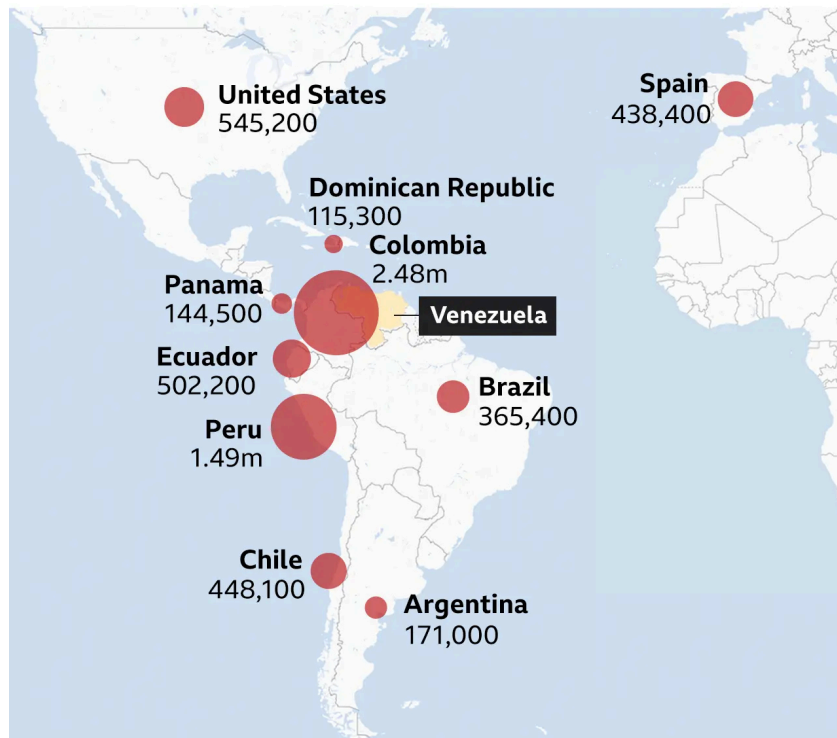 United States
545,200
Spain
438,400
Dominican Republic
115,300
Colombia
2.48m
Panama
144,500
Venezuela
Ecuador
502,200
Brazil
365,400
Peru
1.49m
Chile
448,100
Argentina
171,000